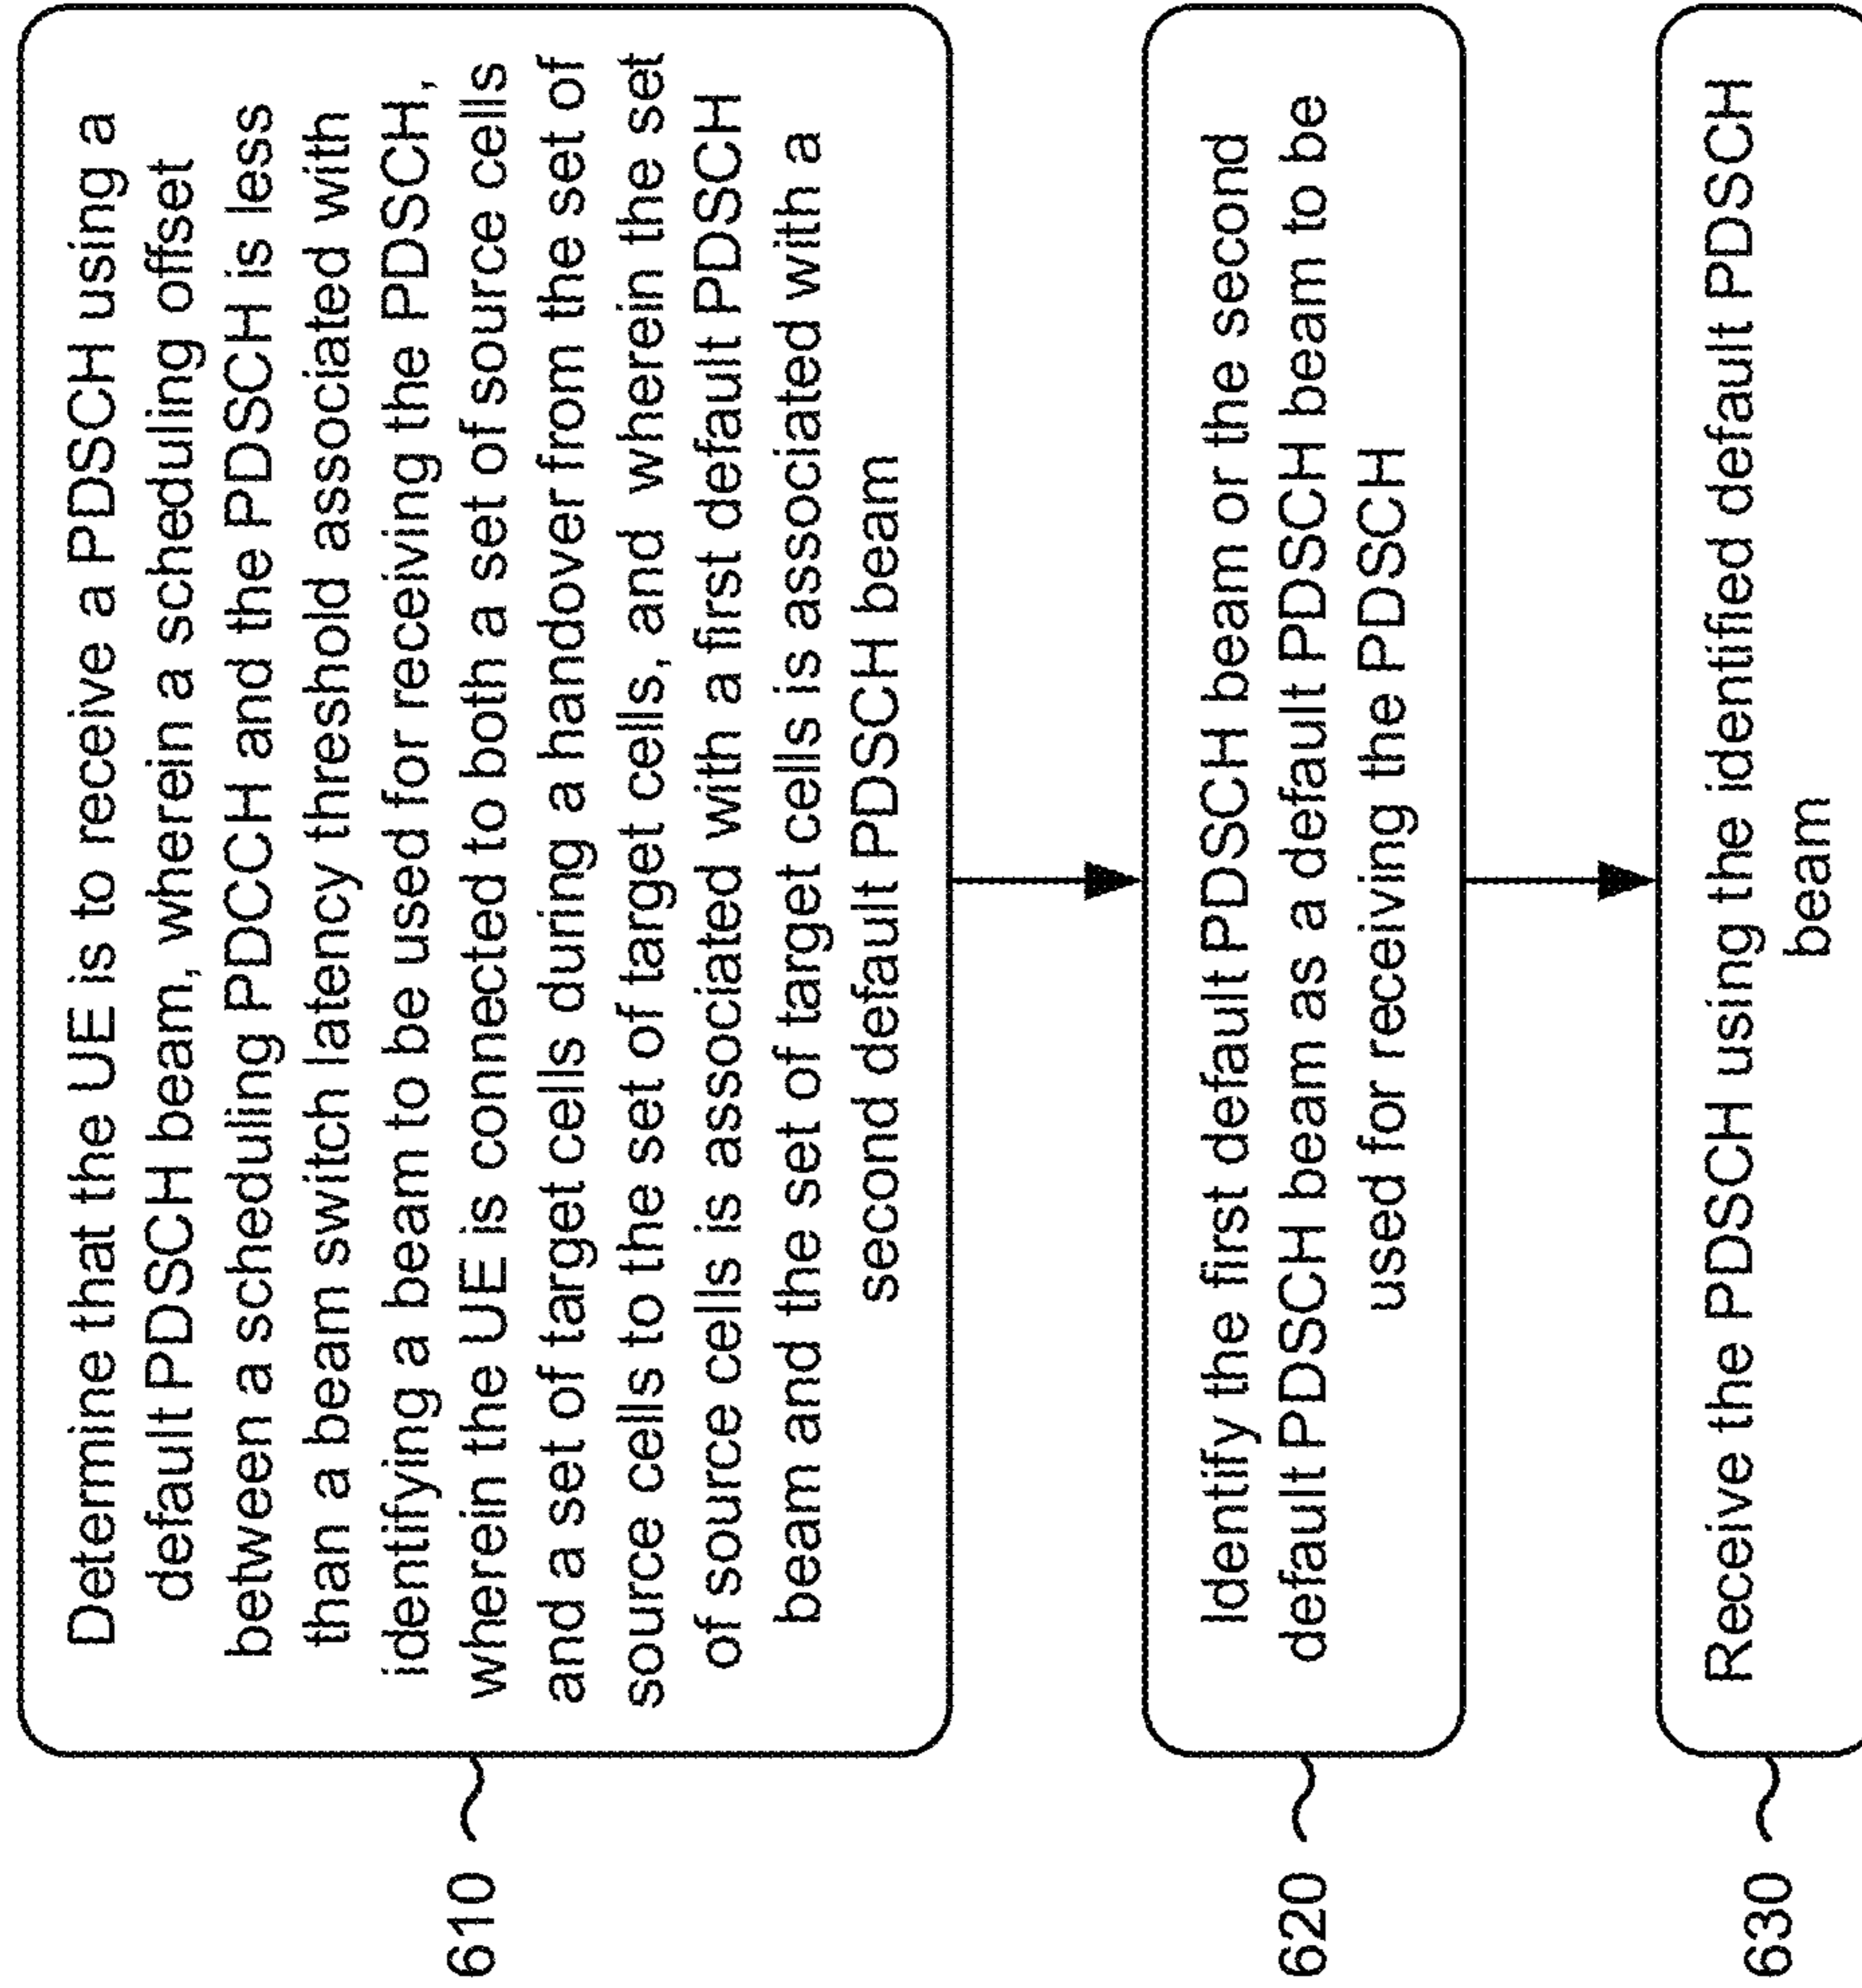 610
Determine that the UE is to receive a PDSCH using a
default PDSCH beam, wherein a scheduling offset
between a scheduling PDCCH and the PDSCH is less
than a beam switch latency threshold associated with
identifying a beam to be used for receiving the PDSCH,
wherein the UE is connected to both a set of source cells
and a set of target cells during a handover from the set of
source cells to the set of target cells, and wherein the set
of source cells is associated with a first default PDSCH
beam and the set of target cells is associated with a
second default PDSCH beam
620
Identify the first default PDSCH beam or the second
default PDSCH beam as a default PDSCH beam to be
used for receiving the PDSCH
630
Receive the PDSCH using the identified default PDSCH
beam